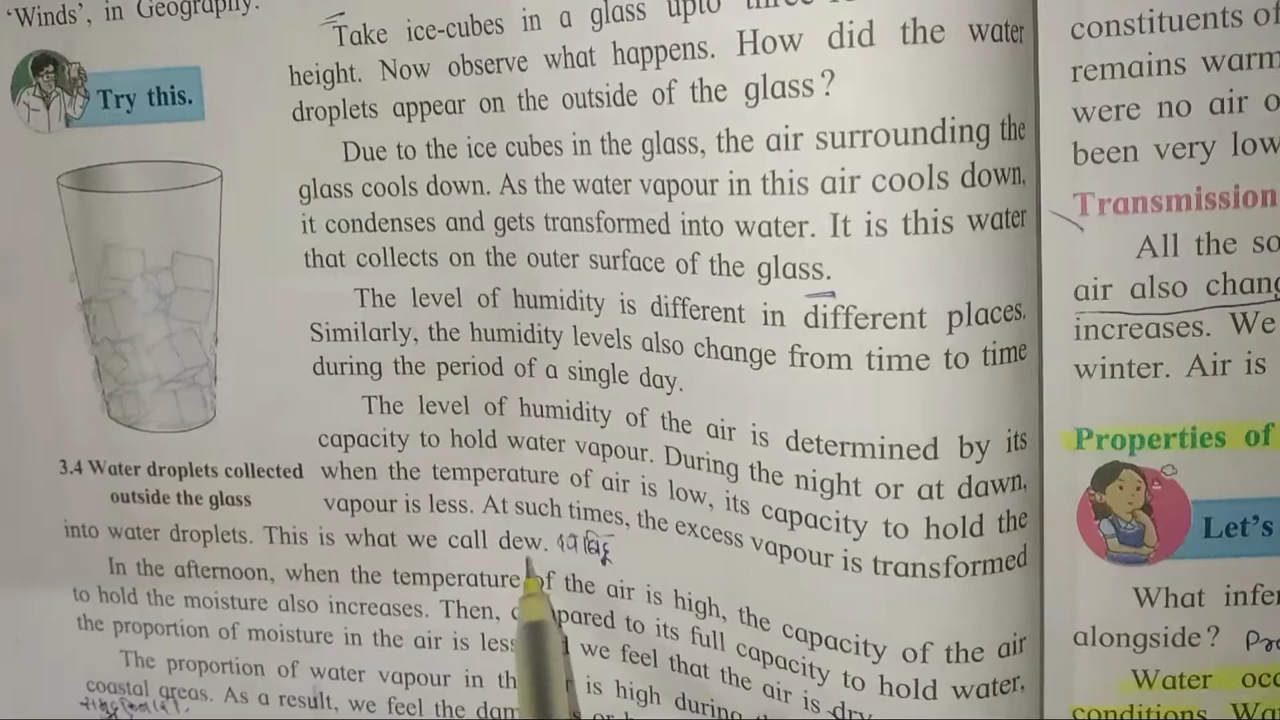 'Winds', in Geography.
Try this.
Take ice-cubes in a glass upto
height. Now observe what happens. How did the water
droplets appear on the outside of the glass?
Due to the ice cubes in the glass, the air surrounding the
glass cools down. As the water vapour in this air cools down,
it condenses and gets transformed into water. It is this water
that collects on the outer surface of the glass.
The level of humidity is different in different places.
Similarly, the humidity levels also change from time to time
during the period of a single day.
The level of humidity of the air is determined by its
capacity to hold water vapour. During the night or at dawn,
when the temperature of air is low, its capacity to hold the
vapour is less. At such times, the excess vapour is transformed
into water droplets. This is what we call dew.
3.4 Water droplets collected
outside the glass
In the afternoon, when the temperature of the air is high, the capacity of the air
to hold the moisture also increases. Then, compared to its full capacity to hold water,
the proportion of moisture in the air is less we feel that the air is dry
The proportion of water vapour in is high during
coastal areas. As a result, we feel the
constituents of
remains warm
were no air
been very low
Transmission
All the so
air also chang
increases. We
winter. Air is
Properties of
Let's
What infer
alongside?
Water occ
conditions. Wa